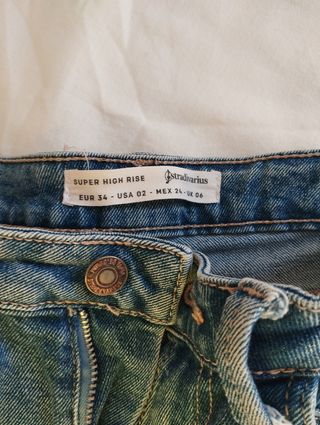 SUPER HIGH RISE stradivarius
EUR 34 - USA 02 - MEX 24 - UK 06